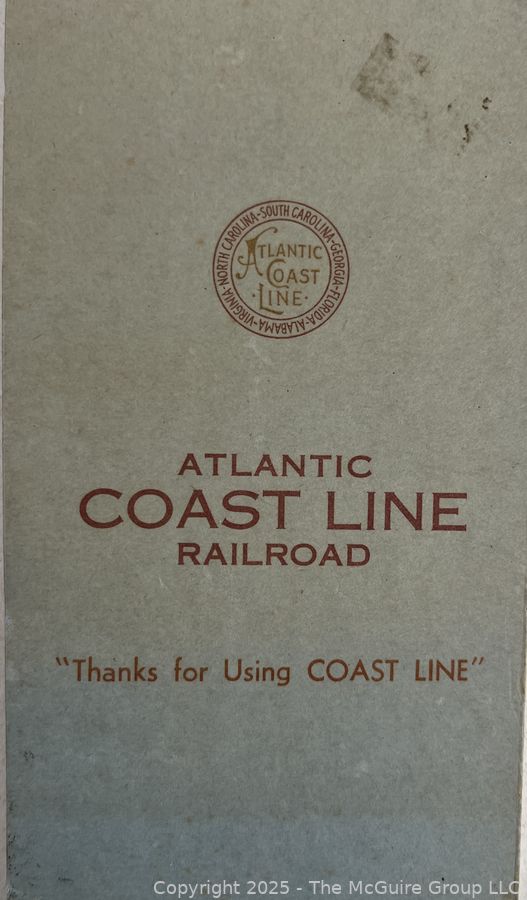 NORTH CAROLINA-SOUTH CAROLINA-GEORGIA-FLORIDA-ALABAMA-VIRGINIA-
ATLANTIC
COAST
·LINE·
ATLANTIC
COAST LINE
RAILROAD
"Thanks for Using COAST LINE"
Copyright 2025 - The McGuire Group LLC